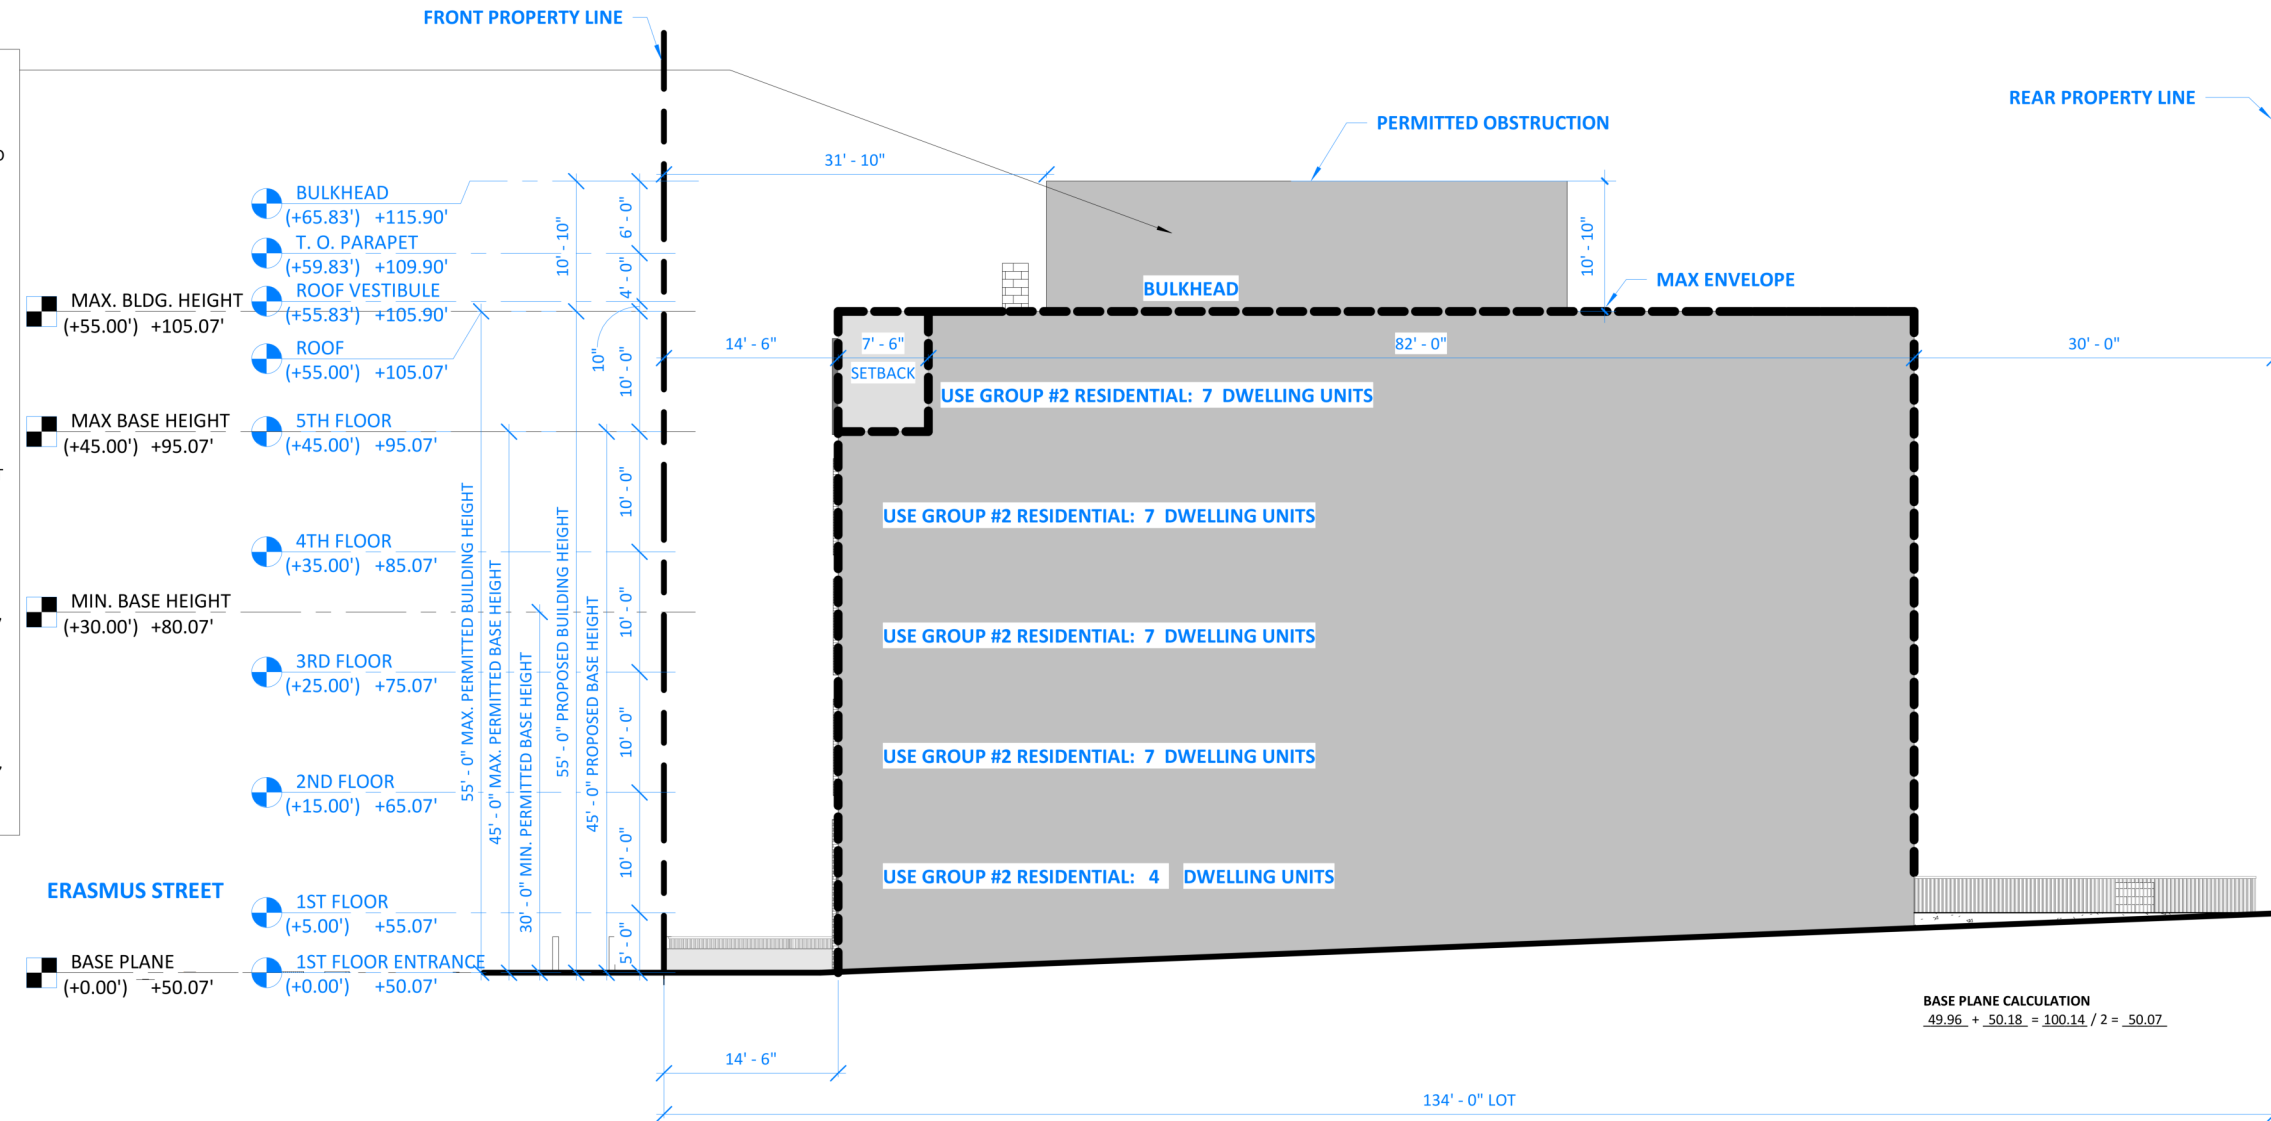 FRONT PROPERTY LINE
REAR PROPERTY LINE
PERMITTED OBSTRUCTION
31' - 10"
BULKHEAD
(+65.83') +115.90'
T. O. PARAPET
(+59.83') +109.90'
ROOF VESTIBULE
(+55.83') +105.90'
ROOF
(+55.00') +105.07'
5TH FLOOR
(+45.00') +95.07'
4TH FLOOR
(+35.00') +85.07'
3RD FLOOR
(+25.00') +75.07'
2ND FLOOR
(+15.00') +65.07'
1ST FLOOR
(+5.00') +55.07'
1ST FLOOR ENTRANCE
(+0.00') +50.07'
MAX. BLDG. HEIGHT
(+55.00') +105.07'
MAX BASE HEIGHT
(+45.00') +95.07'
MIN. BASE HEIGHT
(+30.00') +80.07'
ERASMUS STREET
BASE PLANE
(+0.00') +50.07'
55' - 0" MAX. PERMITTED BUILDING HEIGHT
45' - 0" MAX. PERMITTED BASE HEIGHT
30' - 0" MIN. PERMITTED BASE HEIGHT
10' - 10"
55' - 0" PROPOSED BUILDING HEIGHT
45' - 0" PROPOSED BASE HEIGHT
6' - 0"
4' - 0"
10"
10' - 0"
10' - 0"
10' - 0"
10' - 0"
10' - 0"
5' - 0"
BULKHEAD
10' - 10"
MAX ENVELOPE
14' - 6"
7' - 6"
82' - 0"
30' - 0"
SETBACK
USE GROUP #2 RESIDENTIAL: 7 DWELLING UNITS
USE GROUP #2 RESIDENTIAL: 7 DWELLING UNITS
USE GROUP #2 RESIDENTIAL: 7 DWELLING UNITS
USE GROUP #2 RESIDENTIAL: 7 DWELLING UNITS
USE GROUP #2 RESIDENTIAL: 4 DWELLING UNITS
BASE PLANE CALCULATION
49.96 + 50.18 = 100.14 / 2 = 50.07
14' - 6"
134' - 0" LOT